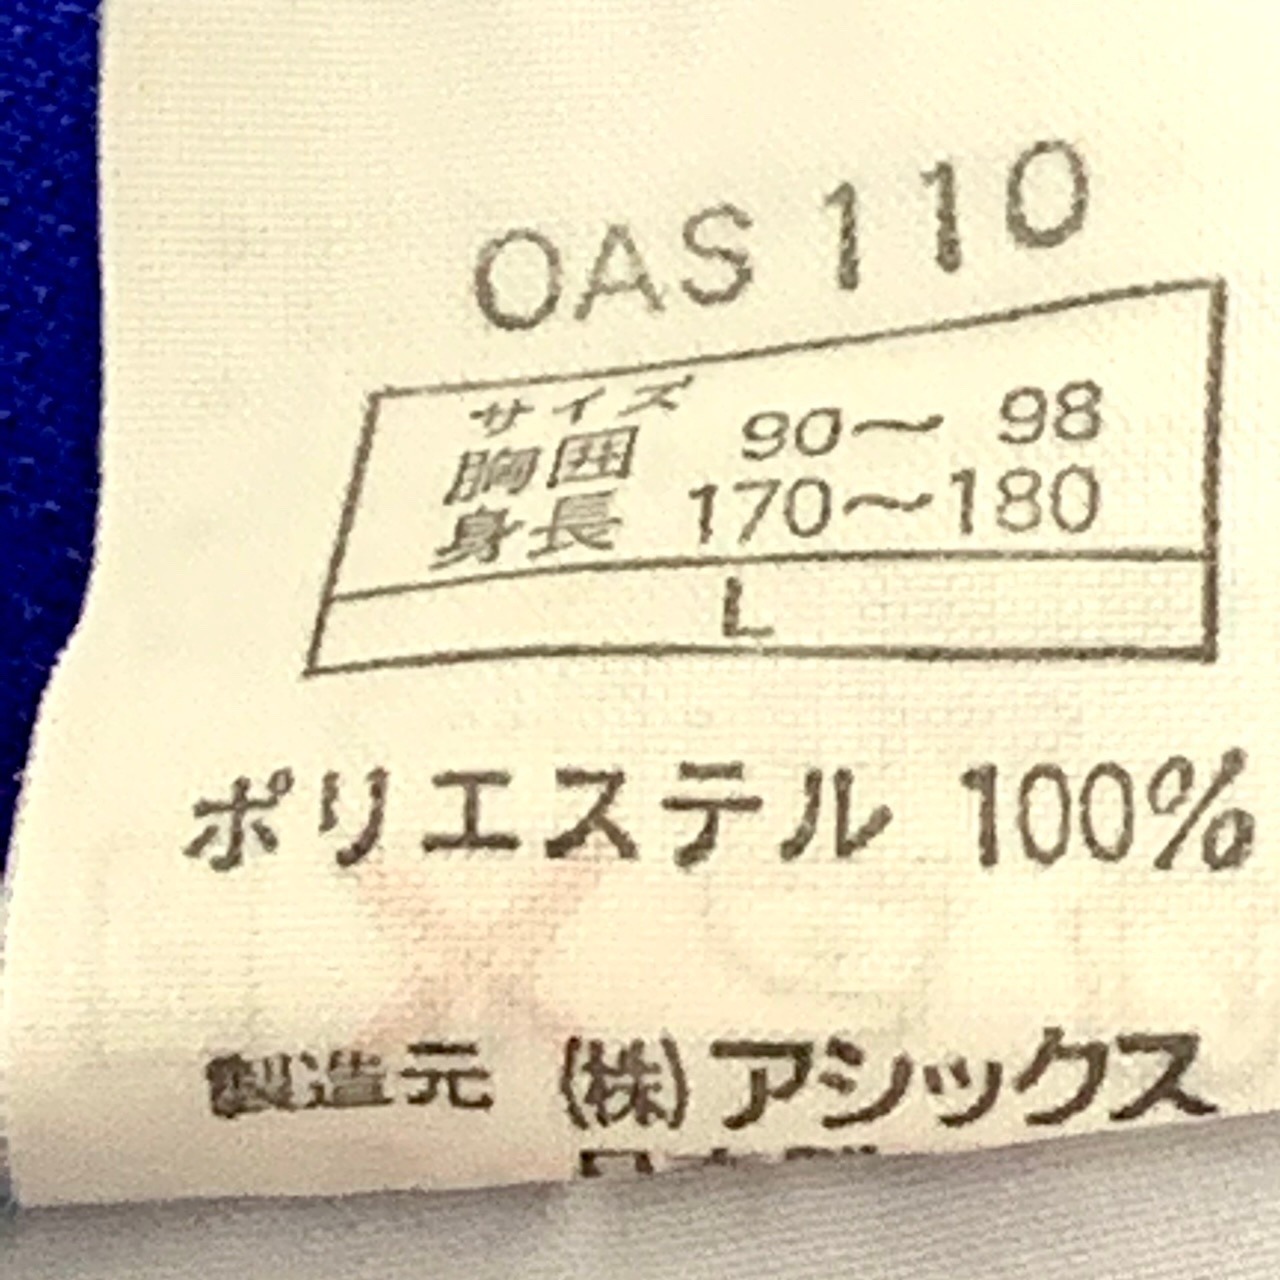 OAS 110
サイズ
胸囲 90〜98
身長 170〜180
L
ポリエステル 100%
製造元 (株)アシックス